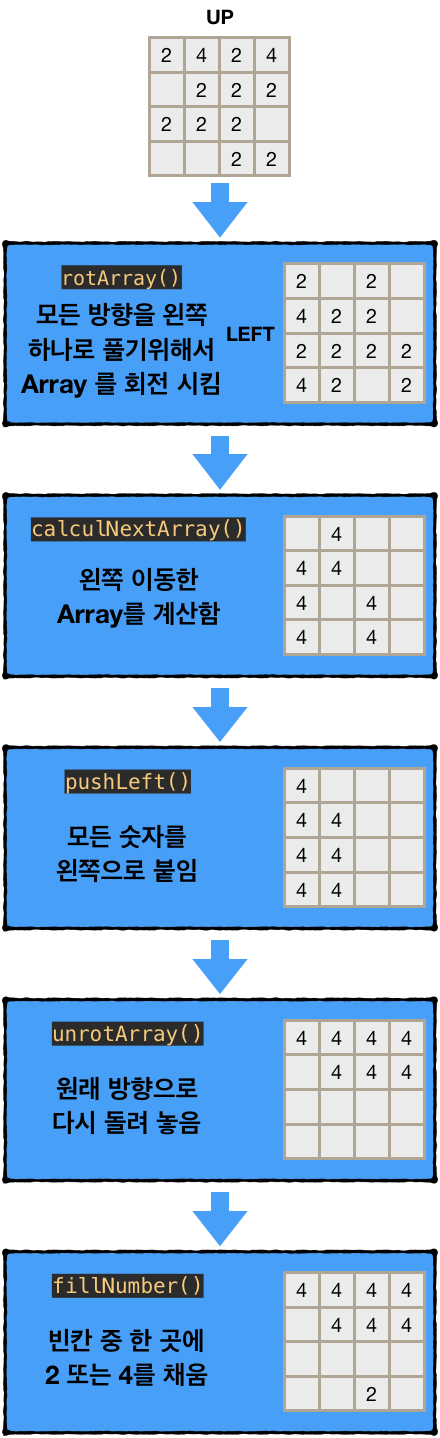 UP
2 4 2 4
2 2 2
2 2 2
2 2
rotArray()
모든 방향을 왼쪽
하나로 풀기위해서
Array 를 회전 시킴
LEFT
2 2
4 2 2
2 2 2 2
4 2 2
calculNextArray()
왼쪽 이동한
Array를 계산함
4
4 4
4 4
4 4
pushLeft()
모든 숫자를
왼쪽으로 붙임
4
4 4
4 4
4 4
unrotArray()
원래 방향으로
다시 돌려 놓음
4 4 4 4
4 4 4
fillNumber()
빈칸 중 한 곳에
2 또는 4를 채움
4 4 4 4
4 4 4
2